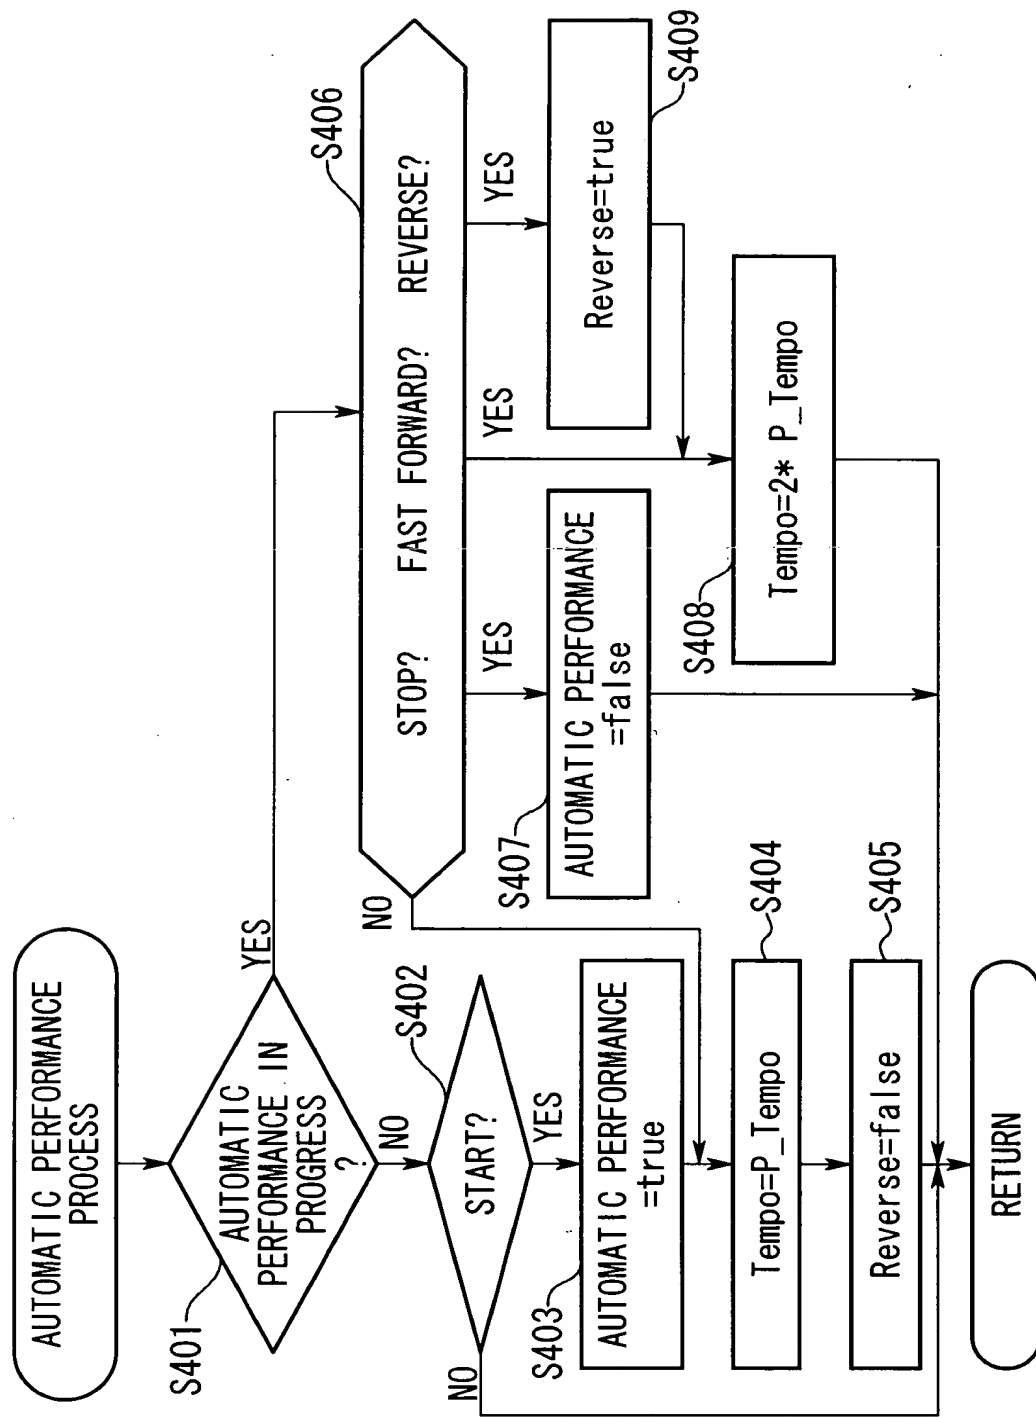 AUTOMATIC PERFORMANCE
PROCESS
S401
AUTOMATIC
PERFORMANCE IN
PROGRESS
?
YES
NO
S402
START?
YES
NO
S403
AUTOMATIC PERFORMANCE
=true
S404
Tempo=P_Tempo
S405
Reverse=false
RETURN
S406
STOP? FAST FORWARD? REVERSE?
NO
YES
YES
YES
S407
AUTOMATIC PERFORMANCE
=false
S409
Reverse=true
S408
Tempo=2* P_Tempo